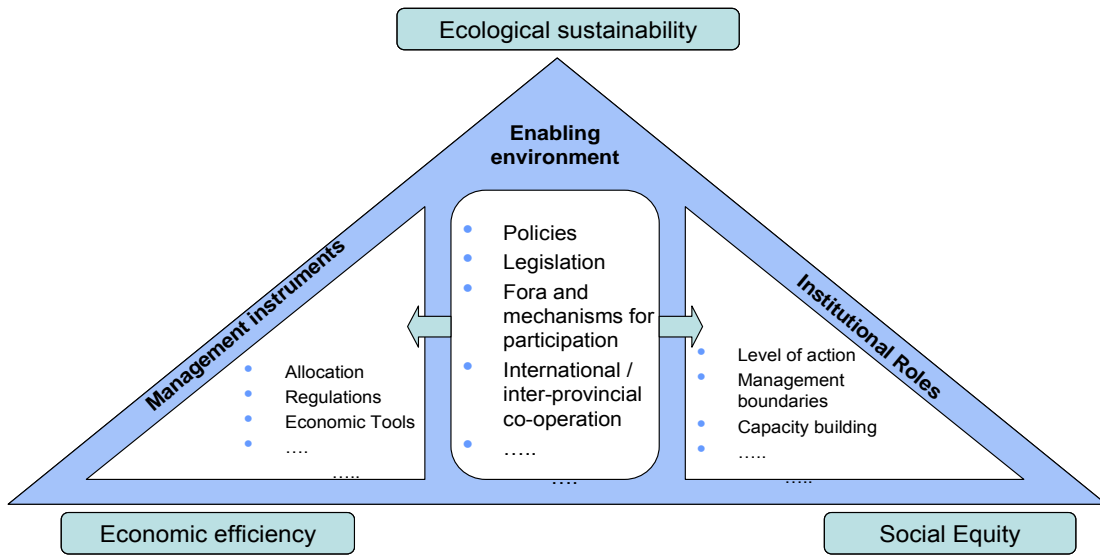 Ecological sustainability
Enabling
environment
Management instruments
• Allocation
• Regulations
• Economic Tools
• ....
.....
• Policies
• Legislation
• Fora and
mechanisms for
participation
• International /
inter-provincial
co-operation
• .....
....
Institutional Roles
• Level of action
• Management
boundaries
• Capacity building
• .....
.....
Economic efficiency
Social Equity